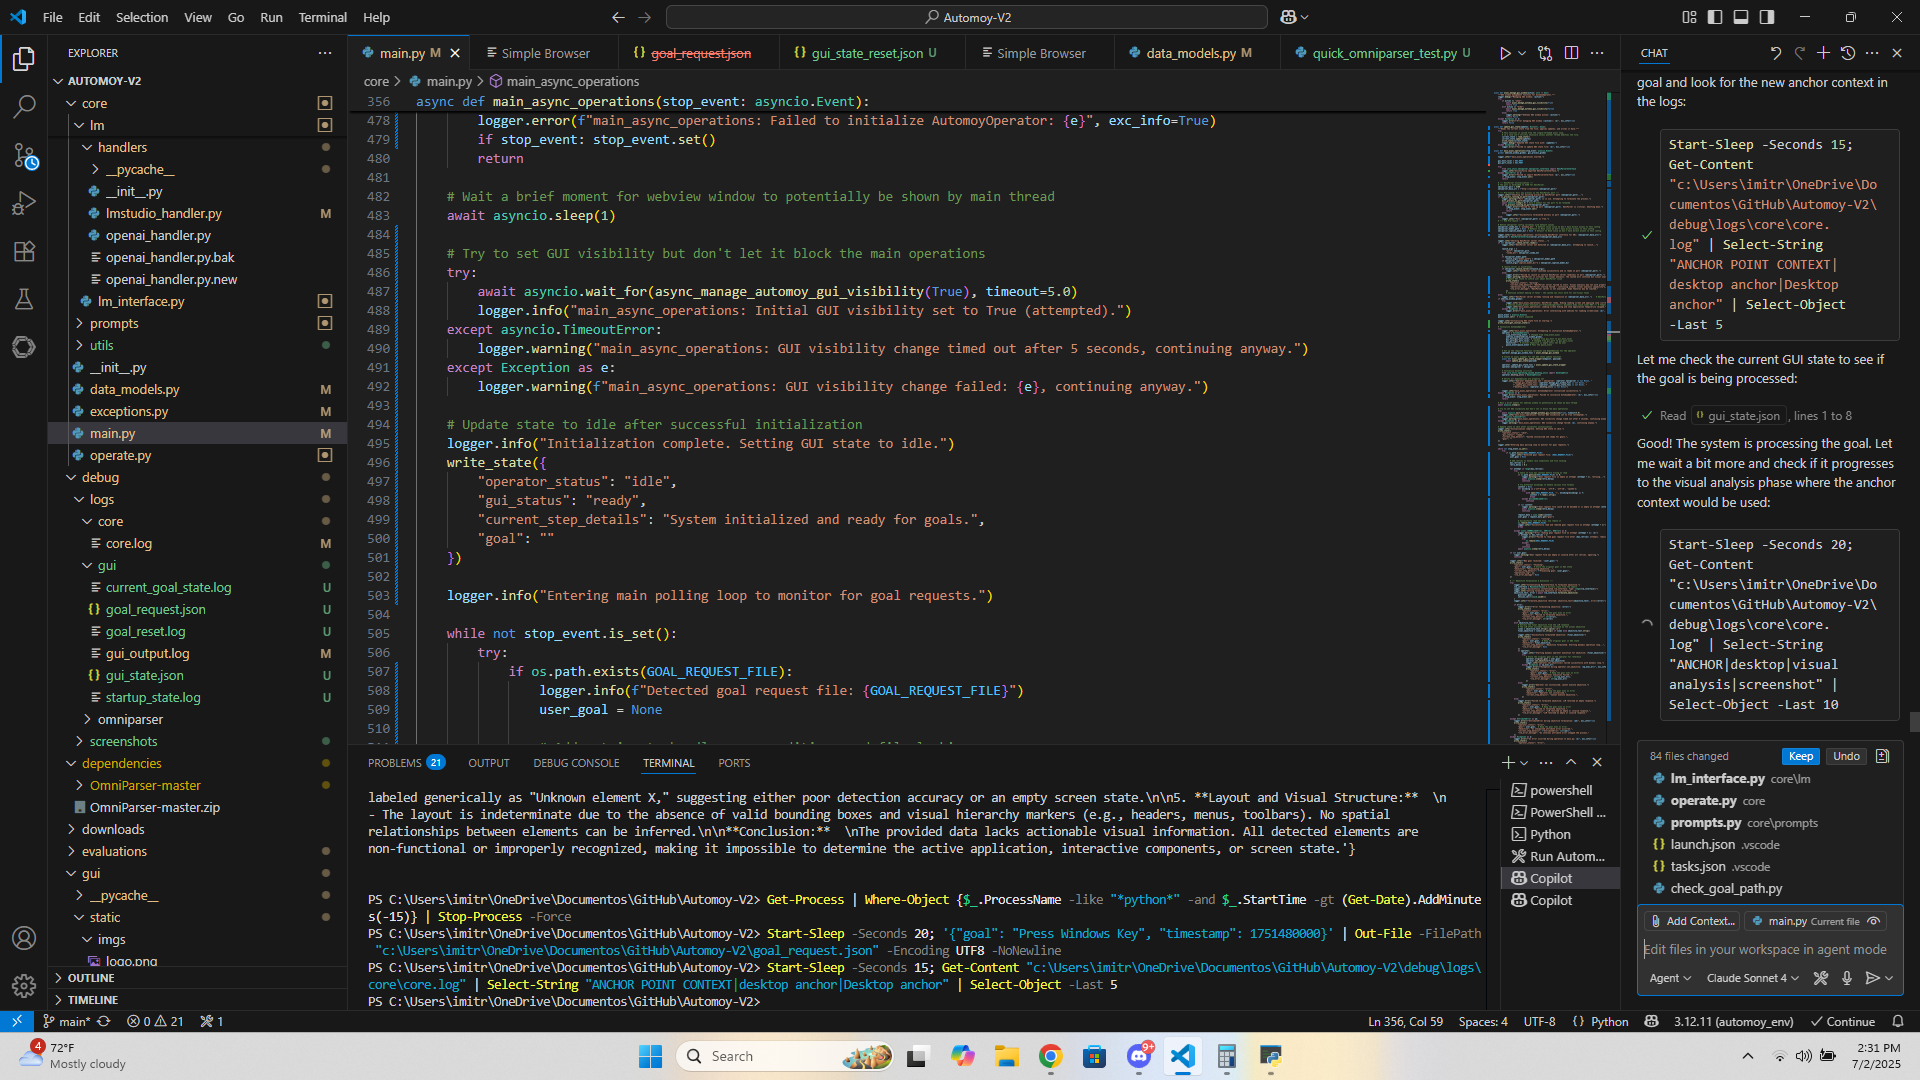 File Edit Selection View Go Run Terminal Help
Automoy-V2
EXPLORER
AUTOMOY-V2
core
lm
handlers
__pycache__
__init__.py
lmstudio_handler.py M
openai_handler.py
openai_handler.py.bak
openai_handler.py.new
lm_interface.py
prompts
utils
__init__.py
data_models.py M
exceptions.py M
main.py M
operate.py
debug
logs
core
core.log M
gui
current_goal_state.log U
goal_request.json U
goal_reset.log U
gui_output.log M
gui_state.json U
startup_state.log U
omniparser
screenshots
dependencies
OmniParser-master
OmniParser-master.zip
downloads
evaluations
gui
__pycache__
static
imgs
logo.png
OUTLINE
TIMELINE
main.py M
Simple Browser
goal_request.json
gui_state_reset.json U
Simple Browser
data_models.py M
quick_omniparser_test.py U
core > main.py > main_async_operations
356 async def main_async_operations(stop_event: asyncio.Event):
478 logger.error(f"main_async_operations: Failed to initialize AutomoyOperator: {e}", exc_info=True)
479 if stop_event: stop_event.set()
480 return
481
482 # Wait a brief moment for webview window to potentially be shown by main thread
483 await asyncio.sleep(1)
484
485 # Try to set GUI visibility but don't let it block the main operations
486 try:
487 await asyncio.wait_for(async_manage_automoy_gui_visibility(True), timeout=5.0)
488 logger.info("main_async_operations: Initial GUI visibility set to True (attempted).")
489 except asyncio.TimeoutError:
490 logger.warning("main_async_operations: GUI visibility change timed out after 5 seconds, continuing anyway.")
491 except Exception as e:
492 logger.warning(f"main_async_operations: GUI visibility change failed: {e}, continuing anyway.")
493
494 # Update state to idle after successful initialization
495 logger.info("Initialization complete. Setting GUI state to idle.")
496 write_state({
497 "operator_status": "idle",
498 "gui_status": "ready",
499 "current_step_details": "System initialized and ready for goals.",
500 "goal": ""
501 })
502
503 logger.info("Entering main polling loop to monitor for goal requests.")
504
505 while not stop_event.is_set():
506 try:
507 if os.path.exists(GOAL_REQUEST_FILE):
508 logger.info(f"Detected goal request file: {GOAL_REQUEST_FILE}")
509 user_goal = None
510
PROBLEMS 21 OUTPUT DEBUG CONSOLE TERMINAL PORTS
labeled generically as "Unknown element X," suggesting either poor detection accuracy or an empty screen state.\n\n5. **Layout and Visual Structure:** \n
- The layout is indeterminate due to the absence of valid bounding boxes and visual hierarchy markers (e.g., headers, menus, toolbars). No spatial
relationships between elements can be inferred.\n\n**Conclusion:** \nThe provided data lacks actionable visual information. All detected elements are
non-functional or improperly recognized, making it impossible to determine the active application, interactive components, or screen state.'}
PS C:\Users\imitr\OneDrive\Documentos\GitHub\Automoy-V2> Get-Process | Where-Object {$_.ProcessName -like "*python*" -and $_.StartTime -gt (Get-Date).AddMinute
s(-15)} | Stop-Process -Force
PS C:\Users\imitr\OneDrive\Documentos\GitHub\Automoy-V2> Start-Sleep -Seconds 20; '{"goal": "Press Windows Key", "timestamp": 1751480000}' | Out-File -FilePath
"c:\Users\imitr\OneDrive\Documentos\GitHub\Automoy-V2\goal_request.json" -Encoding UTF8 -NoNewline
PS C:\Users\imitr\OneDrive\Documentos\GitHub\Automoy-V2> Start-Sleep -Seconds 15; Get-Content "c:\Users\imitr\OneDrive\Documentos\GitHub\Automoy-V2\debug\logs\
core\core.log" | Select-String "ANCHOR POINT CONTEXT|desktop anchor|Desktop anchor" | Select-Object -Last 5
PS C:\Users\imitr\OneDrive\Documentos\GitHub\Automoy-V2>
powershell
PowerShell ...
Python
Run Autom...
Copilot
Copilot
CHAT
goal and look for the new anchor context in
the logs:
Start-Sleep -Seconds 15;
Get-Content
"c:\Users\imitr\OneDrive\Do
cumentos\GitHub\Automoy-V2\
debug\logs\core\core.
log" | Select-String
"ANCHOR POINT CONTEXT|
desktop anchor|Desktop
anchor" | Select-Object
-Last 5
Let me check the current GUI state to see if
the goal is being processed:
Read gui_state.json, lines 1 to 8
Good! The system is processing the goal. Let
me wait a bit more and check if it progresses
to the visual analysis phase where the anchor
context would be used:
Start-Sleep -Seconds 20;
Get-Content
"c:\Users\imitr\OneDrive\Do
cumentos\GitHub\Automoy-V2\
debug\logs\core\core.
log" | Select-String
"ANCHOR|desktop|visual
analysis|screenshot" |
Select-Object -Last 10
84 files changed Keep Undo
lm_interface.py core\lm
operate.py core
prompts.py core\prompts
launch.json .vscode
tasks.json .vscode
check_goal_path.py
Add Context... main.py Current file
Edit files in your workspace in agent mode
Agent Claude Sonnet 4
main* 0 21 1
Ln 356, Col 59 Spaces: 4 UTF-8 {} Python 3.12.11 (automoy_env) Continue
4
72°F
Mostly cloudy
Search
9+
2:31 PM
7/2/2025